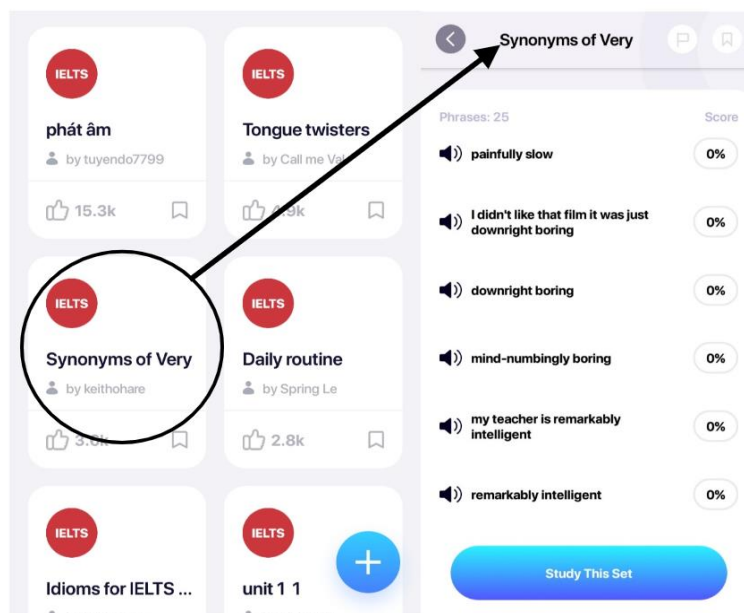 IELTS
phát âm
by tuyendo7799
15.3k
IELTS
Tongue twisters
by Call me
4.9k
IELTS
Synonyms of Very
by keithohare
IELTS
Daily routine
by Spring Le
2.8k
IELTS
Idioms for IELTS ...
IELTS
unit 1 1
+
Synonyms of Very
Phrases: 25 Score
painfully slow 0%
I didn't like that film it was just
downright boring 0%
downright boring 0%
mind-numbingly boring 0%
my teacher is remarkably
intelligent 0%
remarkably intelligent 0%
Study This Set